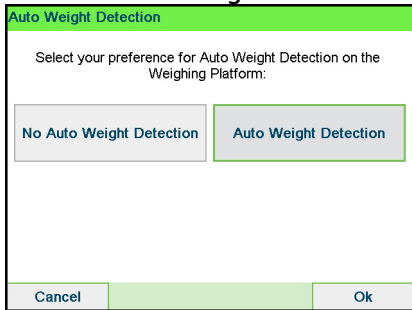 Auto Weight Detection
Select your preference for Auto Weight Detection on the
Weighing Platform:
No Auto Weight Detection
Auto Weight Detection
Cancel
Ok